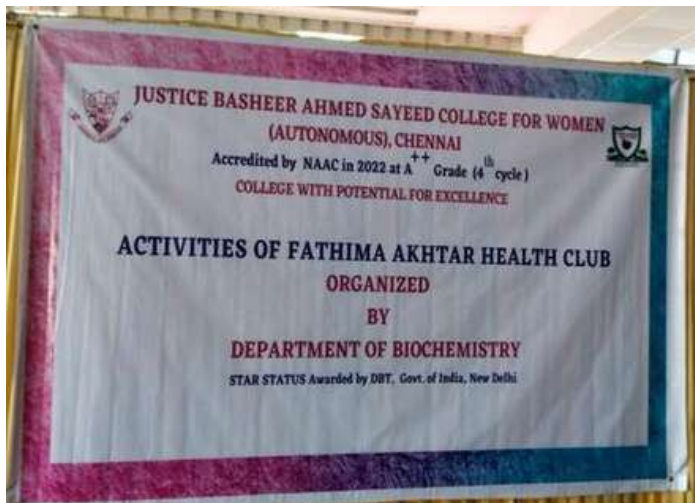 JUSTICE BASHEER AHMED SAYEED COLLEGE FOR WOMEN
(AUTONOMOUS), CHENNAI
Accredited by NAAC in 2022 at A++ Grade (4th cycle)
COLLEGE WITH POTENTIAL FOR EXCELLENCE
ACTIVITIES OF FATHIMA AKHTAR HEALTH CLUB
ORGANIZED
BY
DEPARTMENT OF BIOCHEMISTRY
STAR STATUS Awarded by DBT, Govt. of India, New Delhi